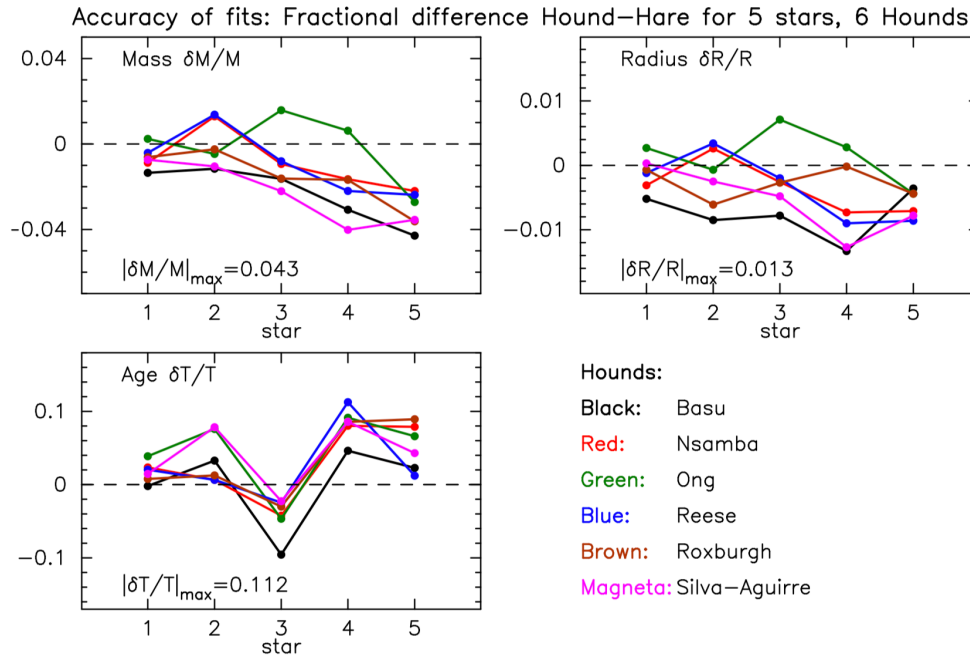 Accuracy of fits: Fractional difference Hound-Hare for 5 stars, 6 Hounds
Mass δM/M
0.04
0
-0.04
|δM/M|max=0.043
1 2 3 4 5
star
Radius δR/R
0.01
0
-0.01
|δR/R|max=0.013
1 2 3 4 5
star
Age δT/T
0.1
0
-0.1
|δT/T|max=0.112
1 2 3 4 5
star
Hounds:
Black: Basu
Red: Nsamba
Green: Ong
Blue: Reese
Brown: Roxburgh
Magneta: Silva-Aguirre